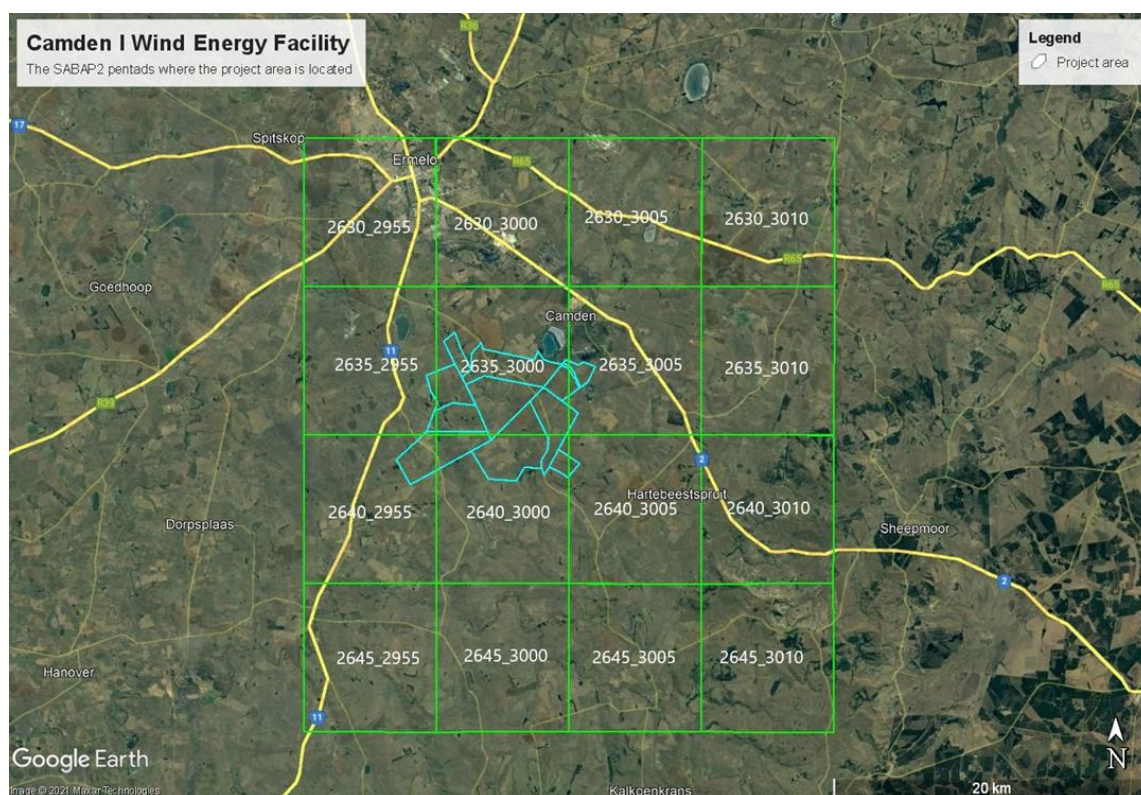 Camden I Wind Energy Facility
The SABAP2 pentads where the project area is located
Legend
Project area
R36
17
Spitskop
Ermelo
R65
2630_2955
2630_3000
2630_3005
2630_3010
R65
Goedhoop
R65
Camden
11
2635_2955
2635_3000
2635_3005
2635_3010
R39
2
Hartebeestspruit
2640_2955
2640_3000
2640_3005
2640_3010
Dorpsplaas
Sheepmoor
2
2645_2955
2645_3000
2645_3005
2645_3010
Hanover
11
Google Earth
N
Image © 2021 Maxar Technologies
Kalkoenkrans
20 km